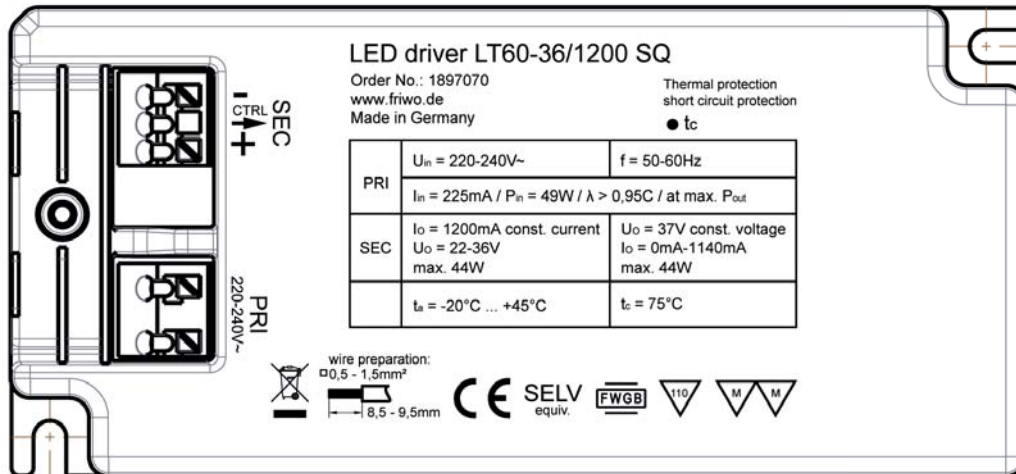 LED driver LT60-36/1200 SQ
Order No.: 1897070
www.friwo.de
Made in Germany
Thermal protection
short circuit protection
● tc
-
CTRL
+
SEC
PRI
220-240V~
PRI
Uin = 220-240V~
f = 50-60Hz
Iin = 225mA / Pin = 49W / λ > 0,95C / at max. Pout
SEC
Io = 1200mA const. current
Uo = 22-36V
max. 44W
Uo = 37V const. voltage
Io = 0mA-1140mA
max. 44W
ta = -20°C ... +45°C
tc = 75°C
wire preparation:
0,5 - 1,5mm²
8,5 - 9,5mm
CE
SELV
equiv.
FWGB
110
M
M